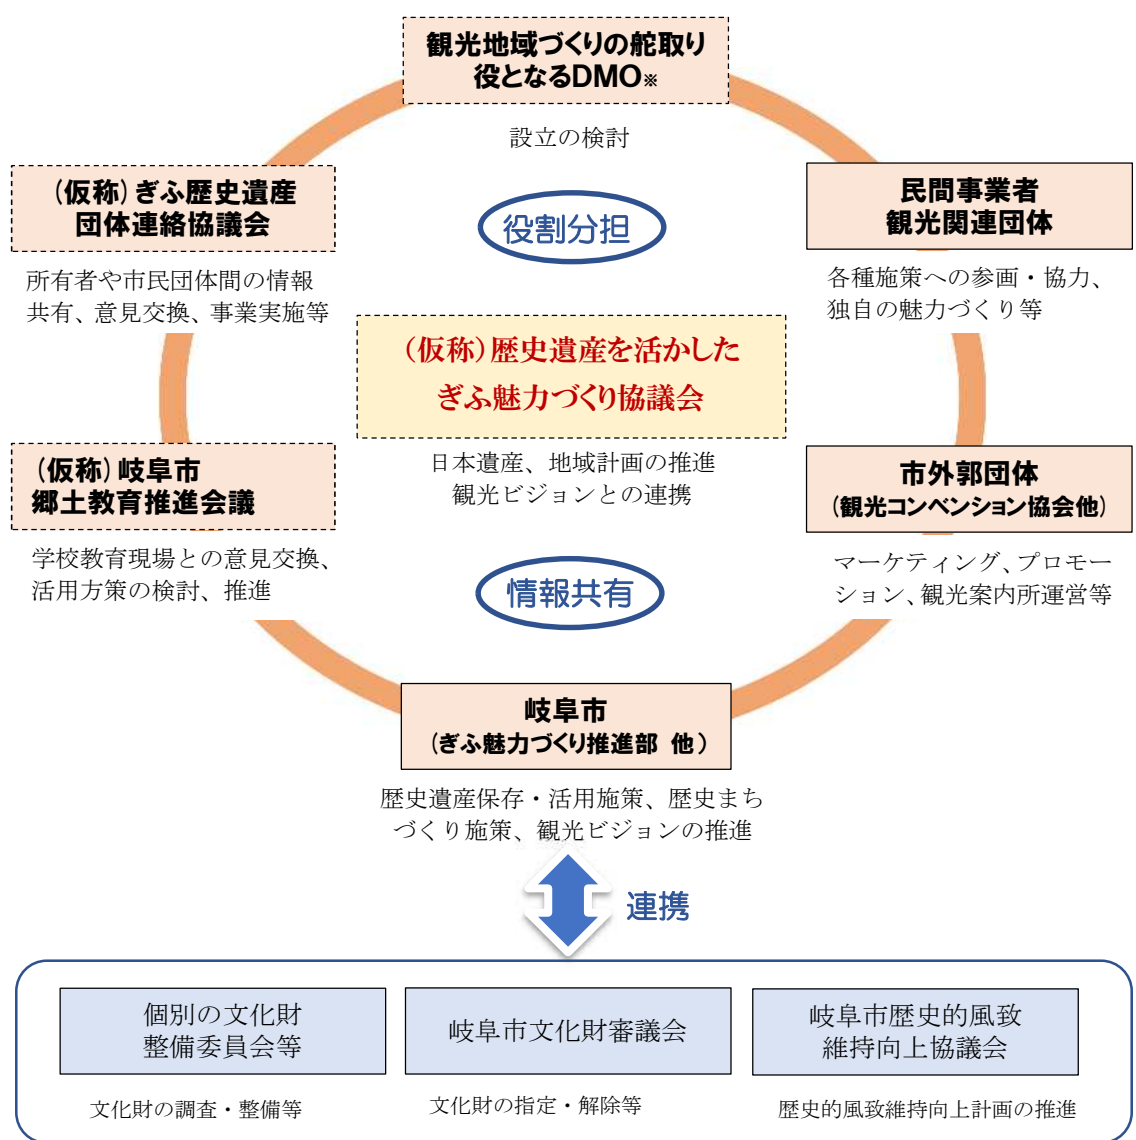 観光地域づくりの舵取り
役となるDMO※
設立の検討
(仮称)ぎふ歴史遺産
団体連絡協議会
所有者や市民団体間の情報
共有、意見交換、事業実施等
役割分担
民間事業者
観光関連団体
各種施策への参画・協力、
独自の魅力づくり等
(仮称)歴史遺産を活かした
ぎふ魅力づくり協議会
日本遺産、地域計画の推進
観光ビジョンとの連携
(仮称)岐阜市
郷土教育推進会議
学校教育現場との意見交換、
活用方策の検討、推進
市外郭団体
(観光コンベンション協会他)
マーケティング、プロモー
ション、観光案内所運営等
情報共有
岐阜市
(ぎふ魅力づくり推進部 他)
歴史遺産保存・活用施策、歴史まち
づくり施策、観光ビジョンの推進
連携
個別の文化財
整備委員会等
文化財の調査・整備等
岐阜市文化財審議会
文化財の指定・解除等
岐阜市歴史的風致
維持向上協議会
歴史的風致維持向上計画の推進